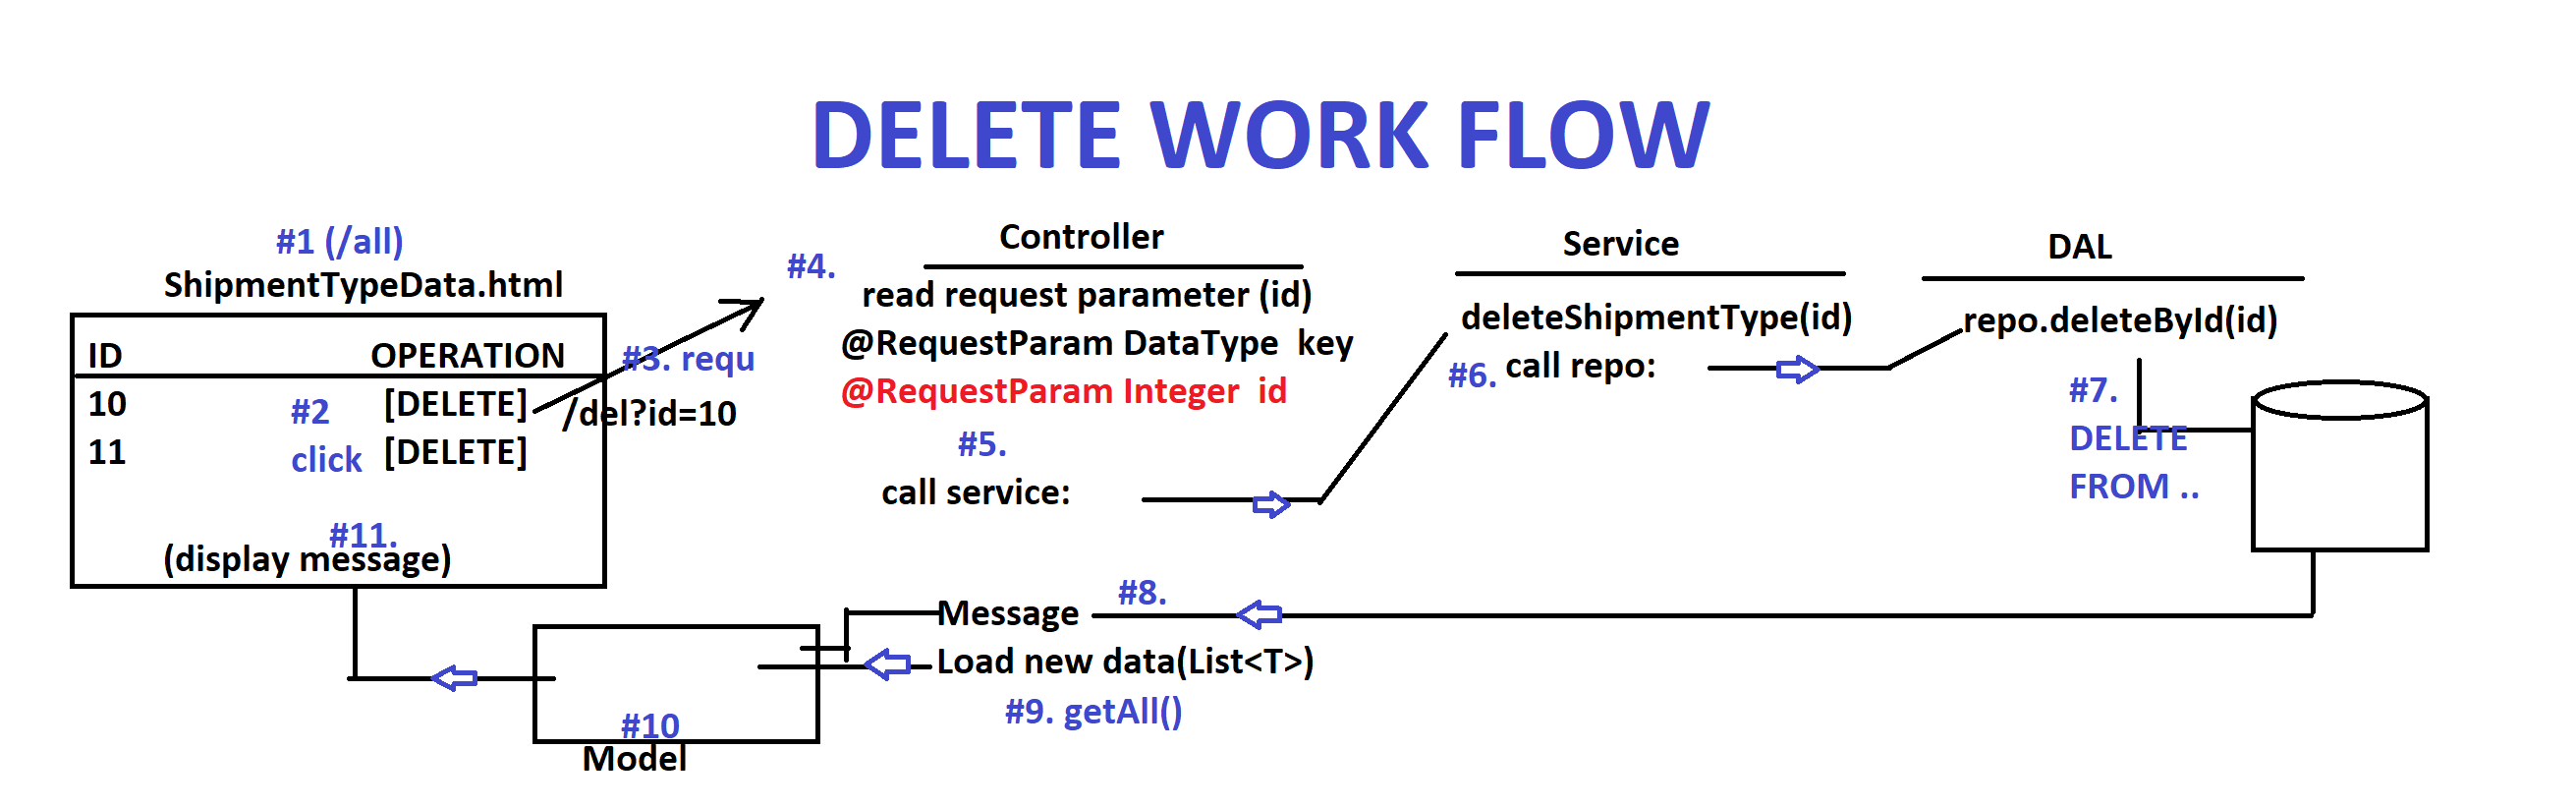 DELETE WORK FLOW
#1 (/all)
ShipmentTypeData.html
ID OPERATION
10 [DELETE]
11 [DELETE]
#2
click
#11.
(display message)
#3. requ
/del?id=10
#4.
Controller
read request parameter (id)
@RequestParam DataType  key
@RequestParam Integer  id
#5.
call service:
Service
deleteShipmentType(id)
#6. call repo:
DAL
repo.deleteById(id)
#7.
DELETE
FROM ..
#8.
Message
Load new data(List<T>)
#9. getAll()
#10
Model